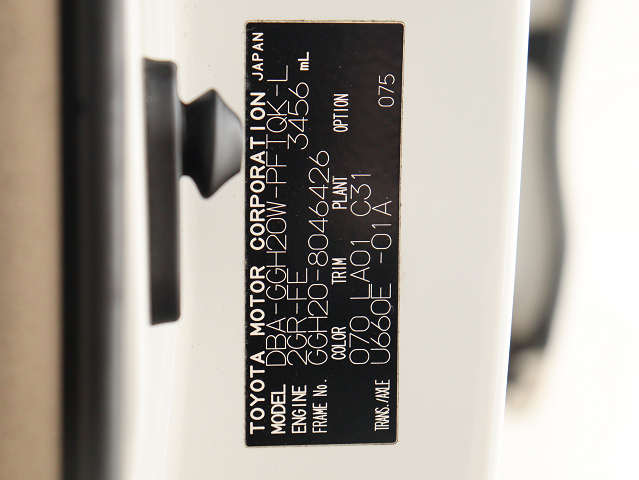 TOYOTA MOTOR CORPORATION JAPAN
MODEL DBA-GGH20W-PFTQK-L
ENGINE 2GR-FE 3456 mL
FRAME No. GGH20-8046426
COLOR TRIM PLANT OPTION
070 LA01 C31 075
TRANS./AXLE U660E -01A